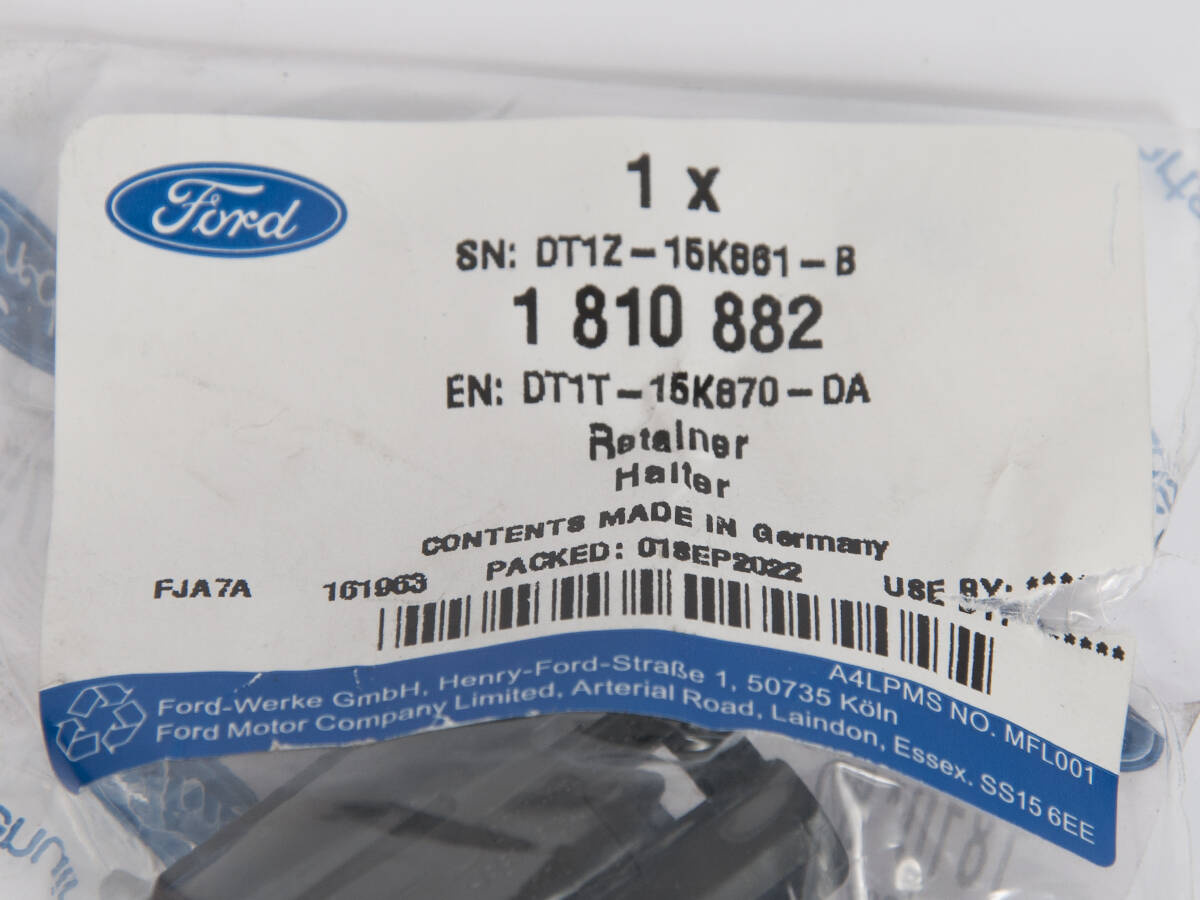 Ford
1 x
SN: DT1Z-15K861-B
1 810 882
EN: DT1T-15K870-DA
Retainer
Halter
CONTENTS MADE IN Germany
PACKED: 01SEP2022
FJA7A 161963 USE BY: ****
A4LPMS NO. MFL001
Ford-Werke GmbH, Henry-Ford-Straße 1, 50735 Köln
Ford Motor Company Limited, Arterial Road, Laindon, Essex. SS15 6EE